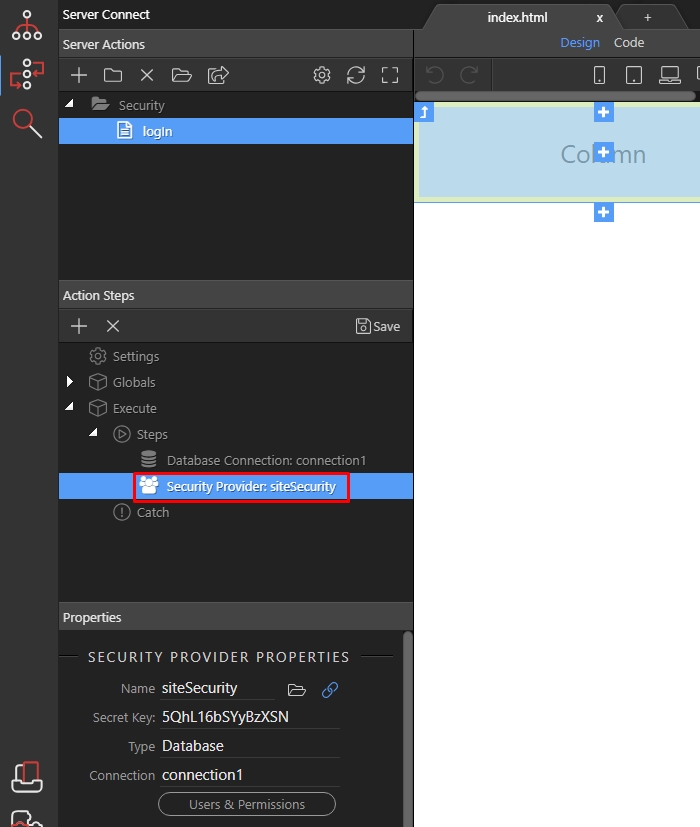 Server Connect
index.html
x
+
Server Actions
Design Code
Security
logIn
Column
Action Steps
Save
Settings
Globals
Execute
Steps
Database Connection: connection1
Security Provider: siteSecurity
Catch
Properties
SECURITY PROVIDER PROPERTIES
Name siteSecurity
Secret Key: 5QhL16bSYyBzXSN
Type Database
Connection connection1
Users & Permissions